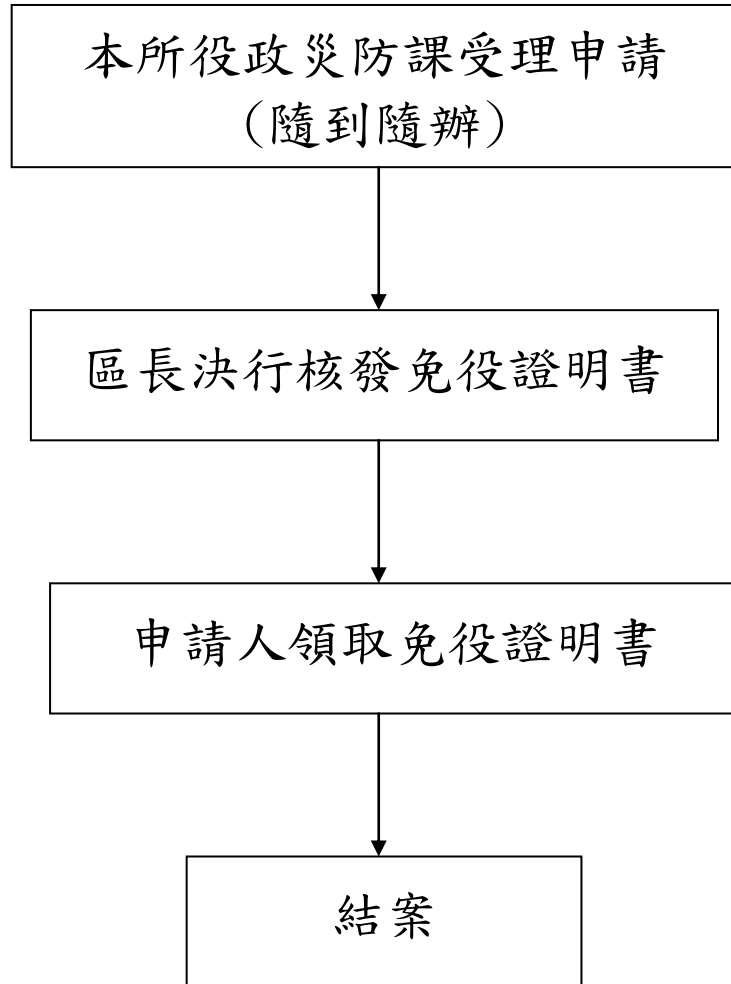 本所役政災防課受理申請
（隨到隨辦）
區長決行核發免役證明書
申請人領取免役證明書
結案